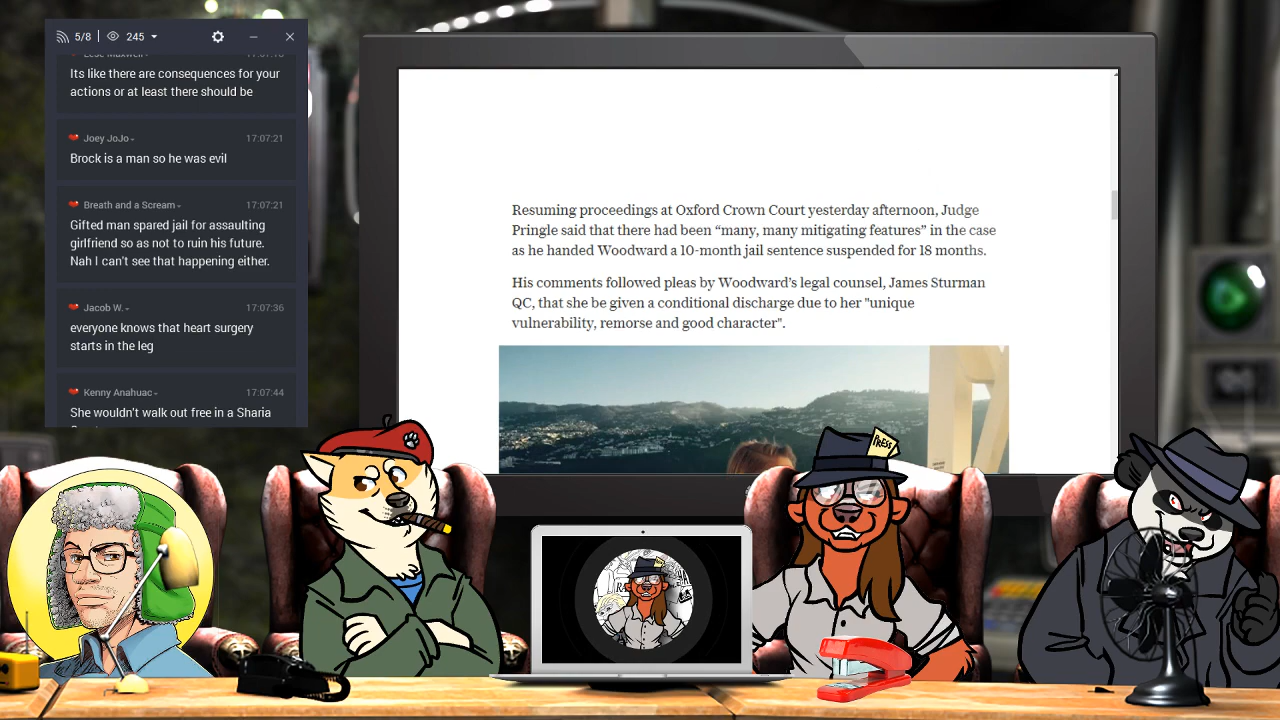 5/8 245
Lese Maxwell 17:07:16
Its like there are consequences for your
actions or at least there should be
Joey JoJo 17:07:21
Brock is a man so he was evil
Breath and a Scream 17:07:21
Gifted man spared jail for assaulting
girlfriend so as not to ruin his future.
Nah I can't see that happening either.
Jacob W. 17:07:36
everyone knows that heart surgery
starts in the leg
Kenny Anahuac 17:07:44
She wouldn't walk out free in a Sharia
Resuming proceedings at Oxford Crown Court yesterday afternoon, Judge
Pringle said that there had been “many, many mitigating features” in the case
as he handed Woodward a 10-month jail sentence suspended for 18 months.
His comments followed pleas by Woodward’s legal counsel, James Sturman
QC, that she be given a conditional discharge due to her "unique
vulnerability, remorse and good character".
PRESS